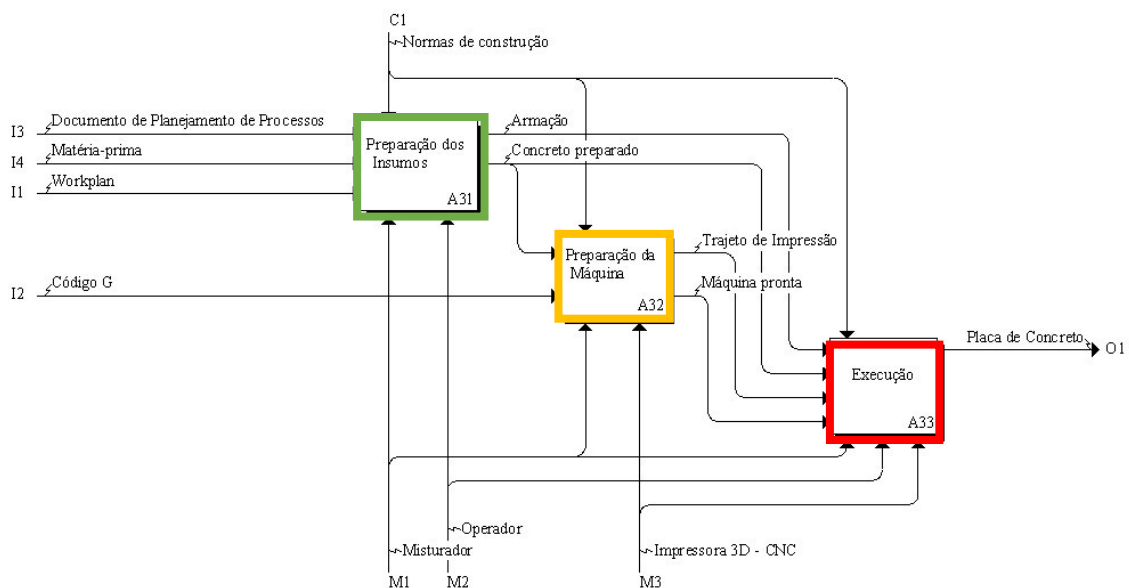 C1
Normas de construção
I3
Documento de Planejamento de Processos
Armação
I4
Matéria-prima
Preparação dos
Insumos
Concreto preparado
I1
Workplan
A31
Preparação da
Máquina
Trajeto de Impressão
I2
Código G
A32
Máquina pronta
Placa de Concreto
O1
Execução
A33
Operador
Misturador
Impressora 3D - CNC
M1
M2
M3